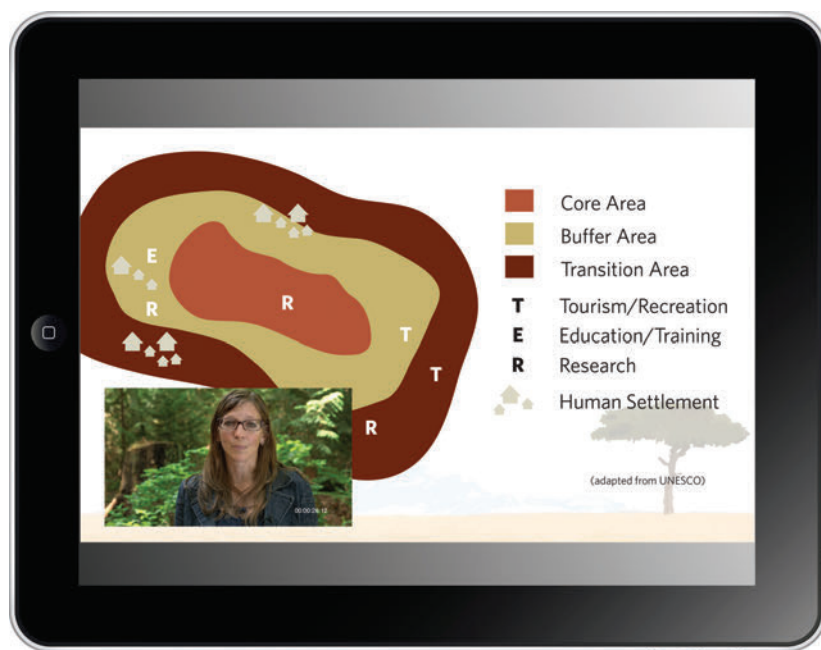 Core Area
Buffer Area
Transition Area
T Tourism/Recreation
E Education/Training
R Research
Human Settlement
(adapted from UNESCO)
E
R
R
T
T
R